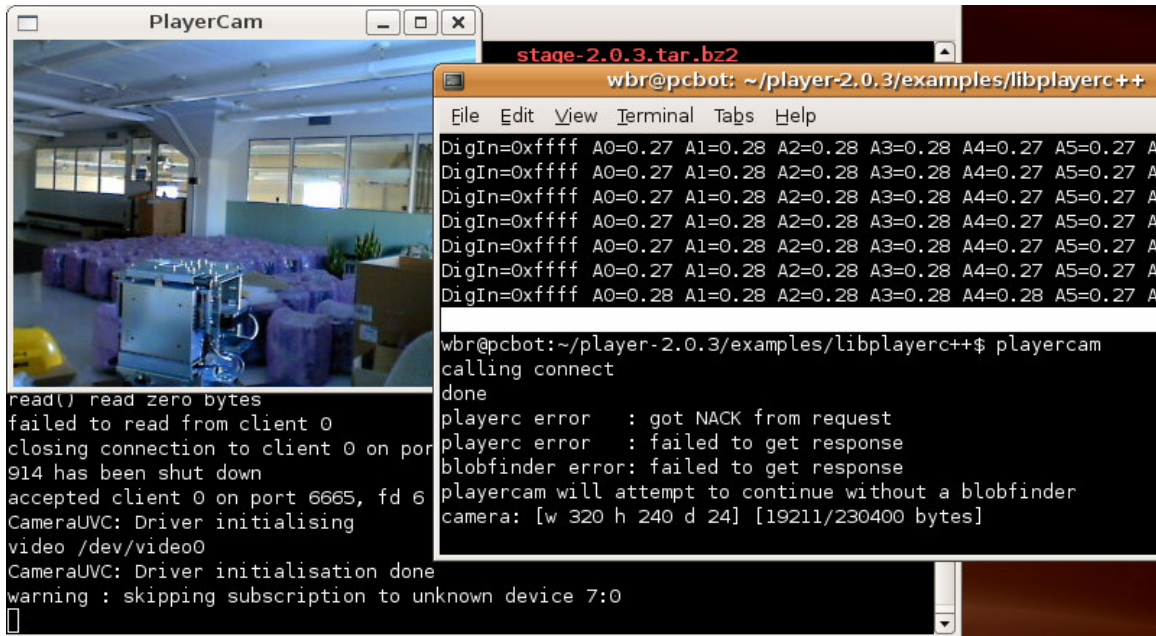 PlayerCam
stage-2.0.3.tar.bz2
wbr@pcbot: ~/player-2.0.3/examples/libplayerc++
File Edit View Terminal Tabs Help
DigIn=0xffff A0=0.27 A1=0.28 A2=0.28 A3=0.28 A4=0.27 A5=0.27 A
DigIn=0xffff A0=0.27 A1=0.28 A2=0.28 A3=0.28 A4=0.27 A5=0.27 A
DigIn=0xffff A0=0.27 A1=0.28 A2=0.28 A3=0.28 A4=0.27 A5=0.27 A
DigIn=0xffff A0=0.27 A1=0.28 A2=0.28 A3=0.28 A4=0.27 A5=0.27 A
DigIn=0xffff A0=0.27 A1=0.28 A2=0.28 A3=0.28 A4=0.27 A5=0.27 A
DigIn=0xffff A0=0.27 A1=0.28 A2=0.28 A3=0.28 A4=0.27 A5=0.27 A
DigIn=0xffff A0=0.28 A1=0.28 A2=0.28 A3=0.28 A4=0.28 A5=0.27 A
wbr@pcbot:~/player-2.0.3/examples/libplayerc++$ playercam
calling connect
done
playerc error   : got NACK from request
playerc error   : failed to get response
blobfinder error: failed to get response
playercam will attempt to continue without a blobfinder
camera: [w 320 h 240 d 24] [19211/230400 bytes]
read() read zero bytes
failed to read from client 0
closing connection to client 0 on por
914 has been shut down
accepted client 0 on port 6665, fd 6
CameraUVC: Driver initialising
video /dev/video0
CameraUVC: Driver initialisation done
warning : skipping subscription to unknown device 7:0